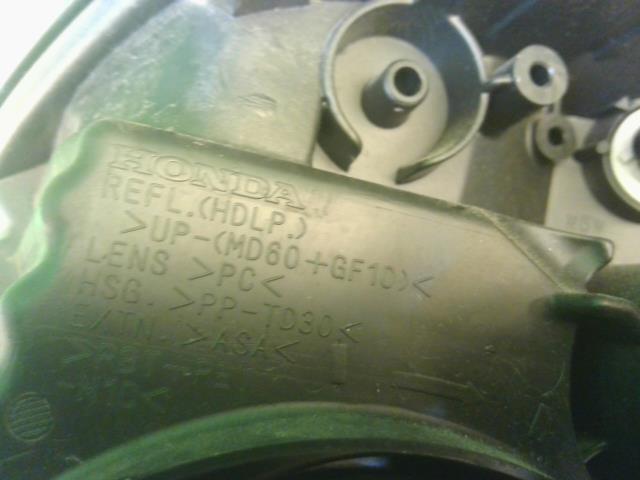 HONDA
REFL.(HDLP.)
>UP-(MD60+GF10)<
LENS >PC<
HSG. >PP-TD30<
>ASA<